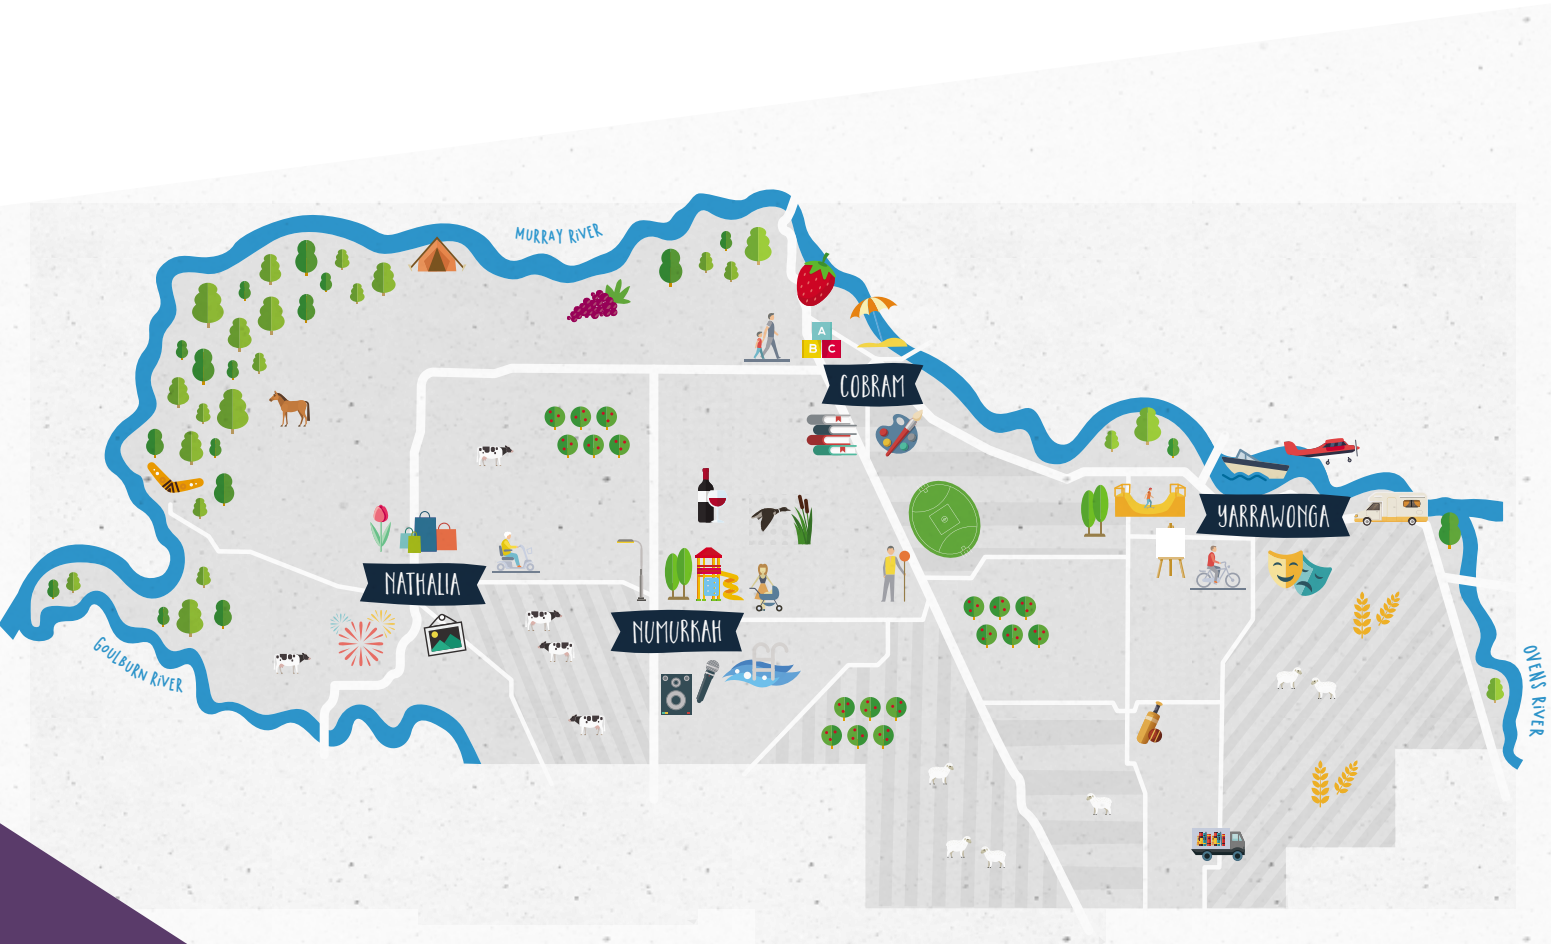 MURRAY RIVER
A
B C
COBRAM
YARRAWONGA
NATHALIA
NUMURKAH
GOULBURN RIVER
OVENS RIVER